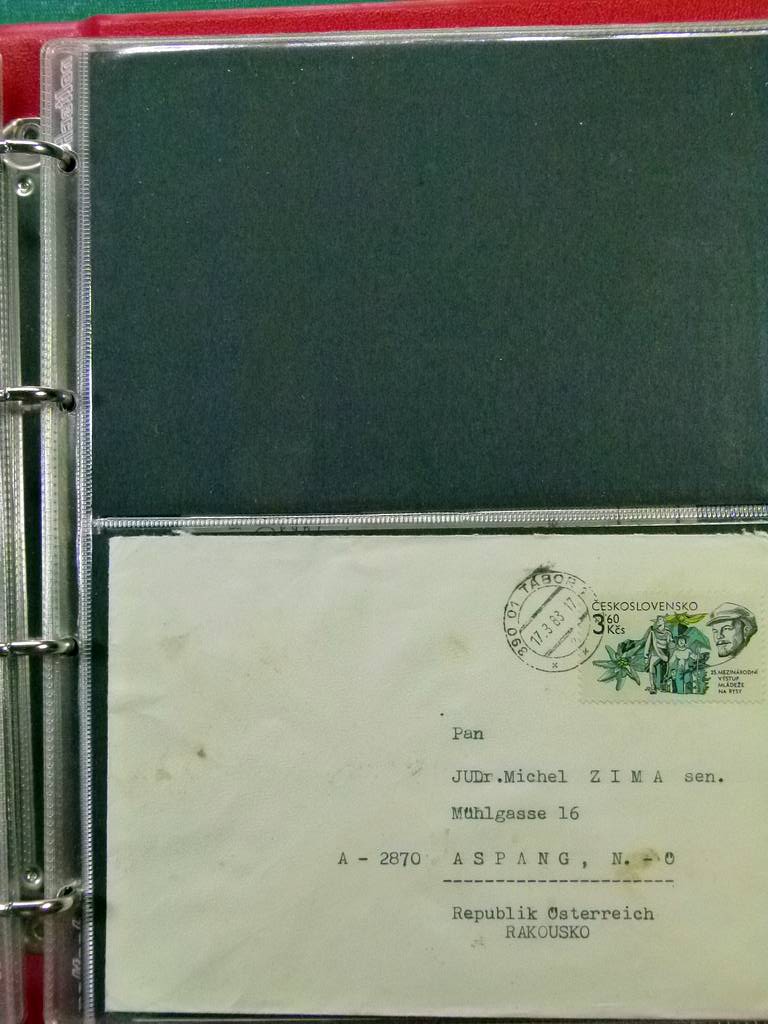 390 01 TÁBOR
17.3.83 17
ČESKOSLOVENSKO
3 60
Kčs
25. MEZINÁRODNÍ
VÝSTUP
MLÁDEŽE
NA RYSY
Pan
JUDr.Michel Z I M A sen.
Mühlgasse 16
A - 2870 A S P A N G , N. - Ö
Republik Österreich
RAKOUSKO